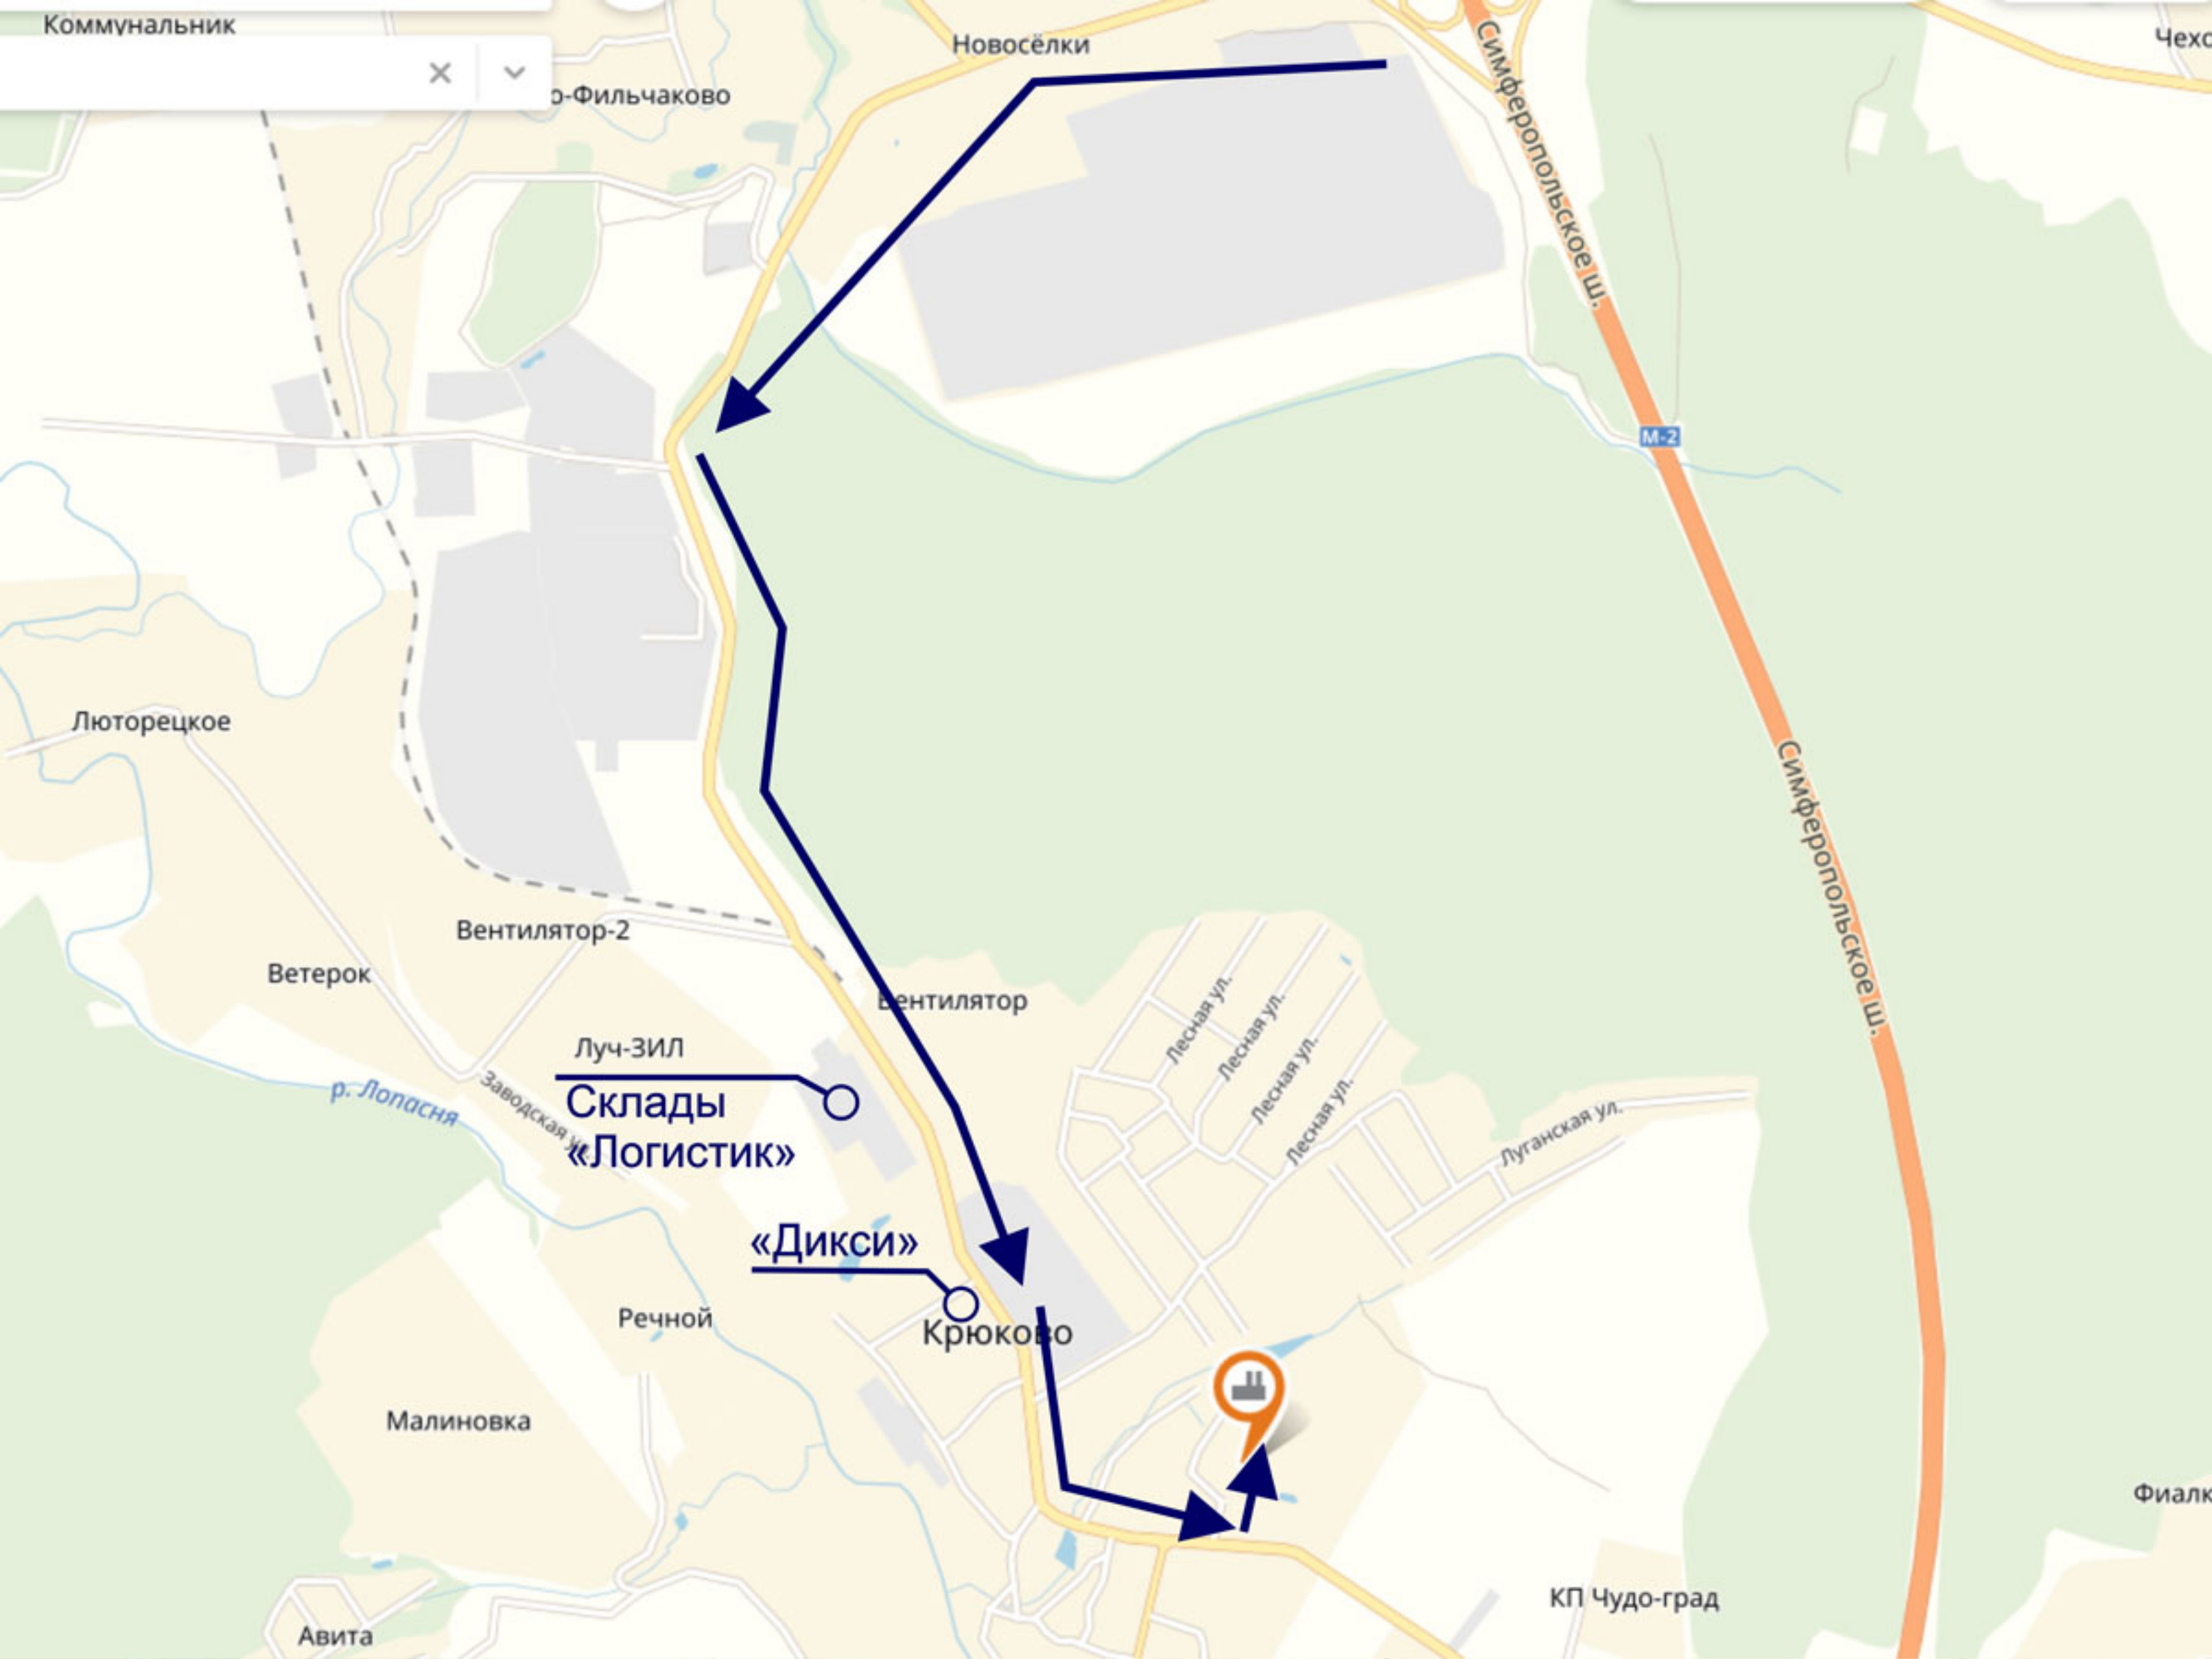 Коммунальник
Новосёлки
Чехо
о-Фильчаково
Симферопольское ш.
М-2
Люторецкое
Симферопольское ш.
Вентилятор-2
Ветерок
Вентилятор
Лесная ул.
Лесная ул.
Лесная ул.
Лесная ул.
Луч-ЗИЛ
Заводская ул.
р. Лопасня
Склады
«Логистик»
Луганская ул.
«Дикси»
Речной
Крюково
Малиновка
Фиалк
КП Чудо-град
Авита